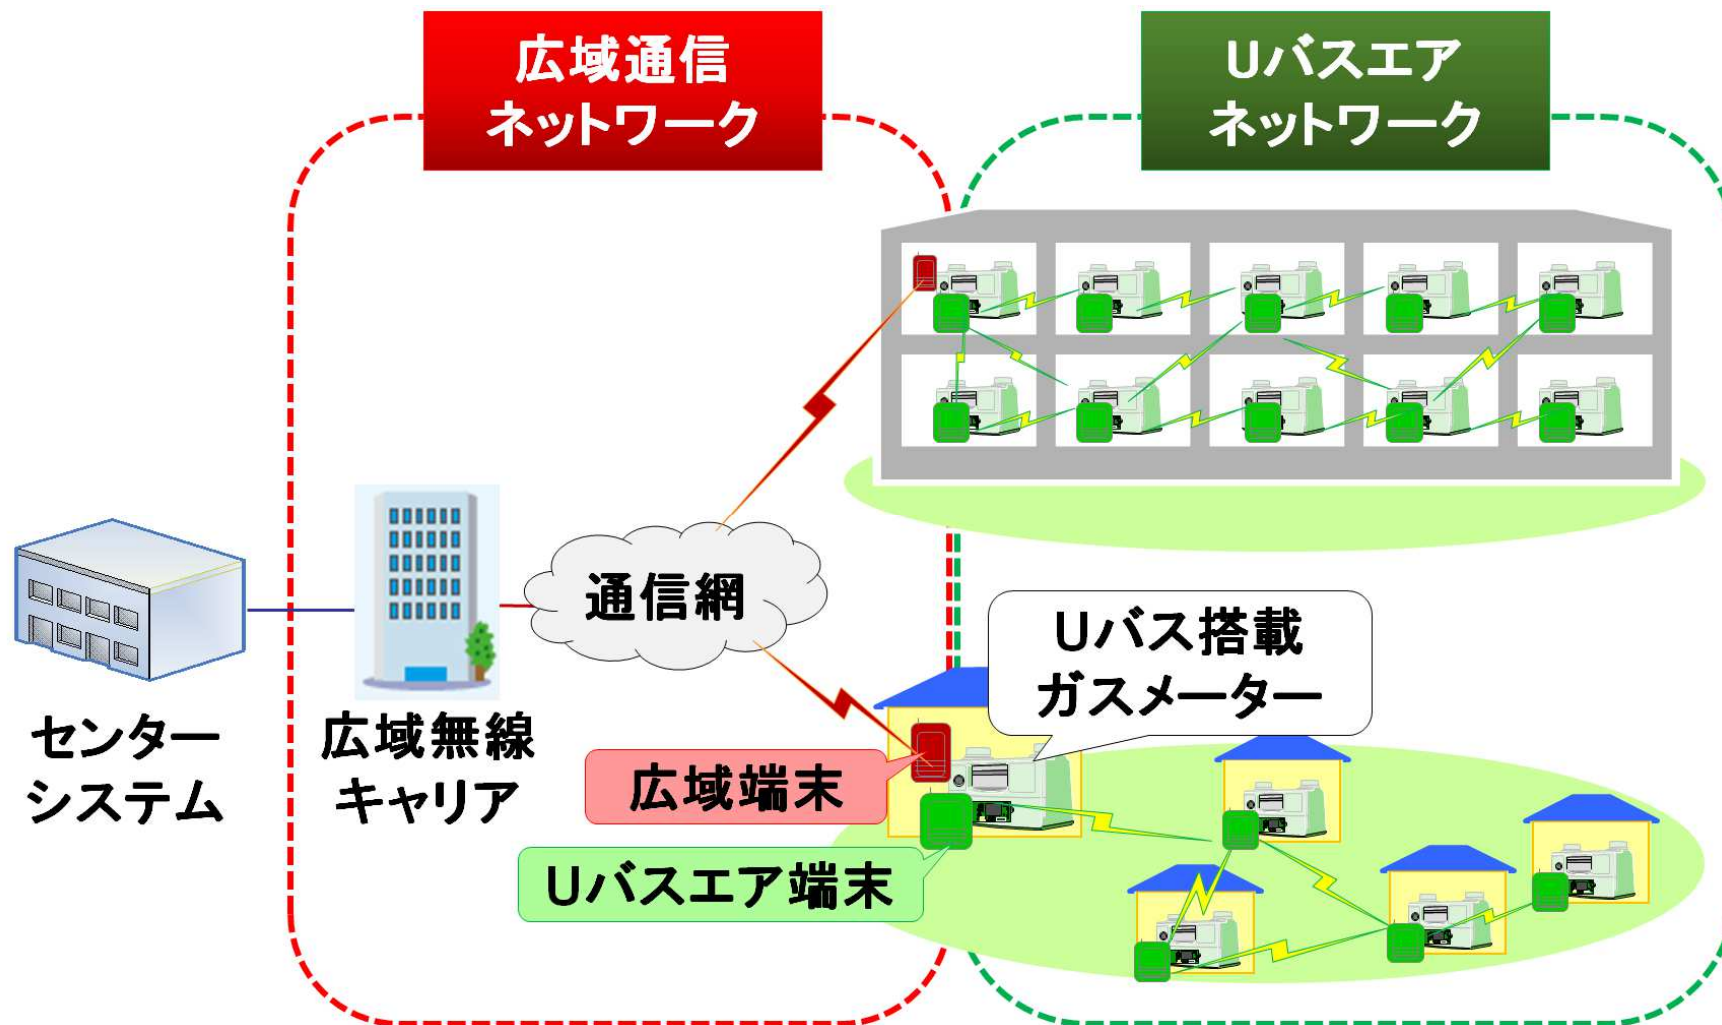 広域通信
ネットワーク
Uバスエア
ネットワーク
通信網
Uバス搭載
ガスメーター
センター
システム
広域無線
キャリア
広域端末
Uバスエア端末